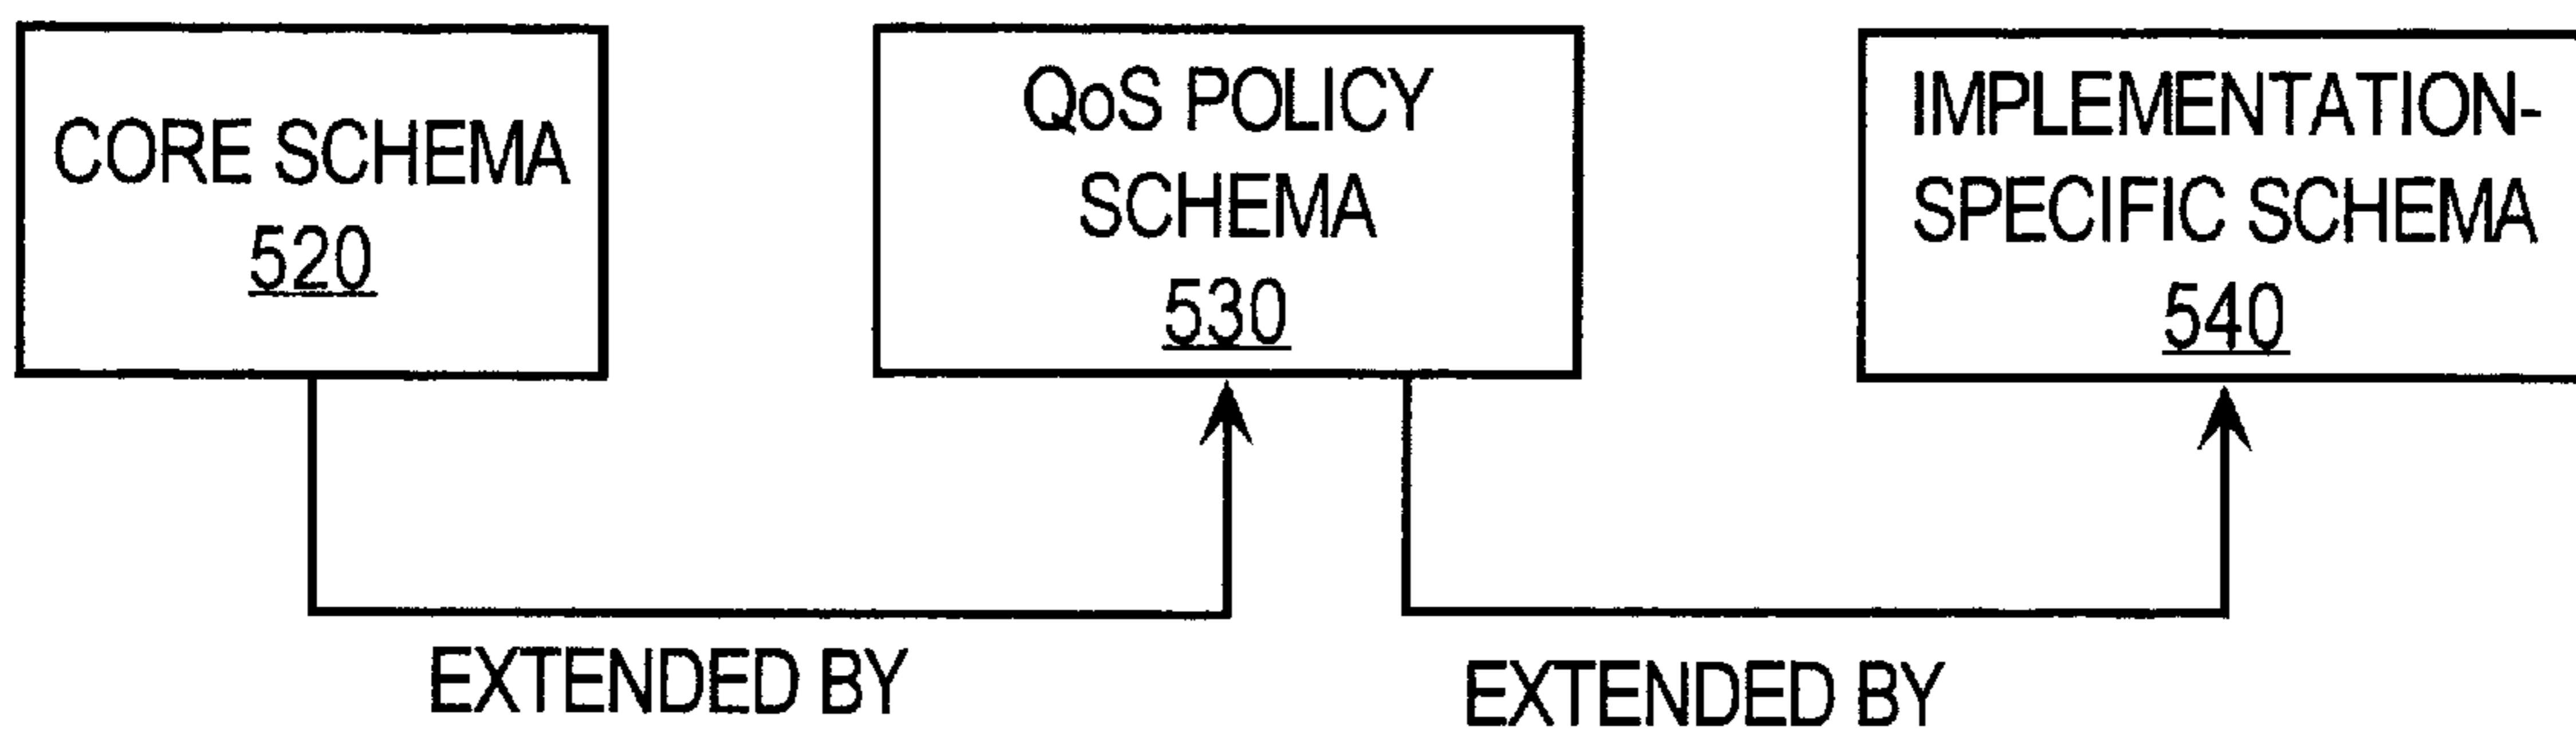 CORE SCHEMA
520
QoS POLICY
SCHEMA
530
IMPLEMENTATION-
SPECIFIC SCHEMA
540
EXTENDED BY
EXTENDED BY